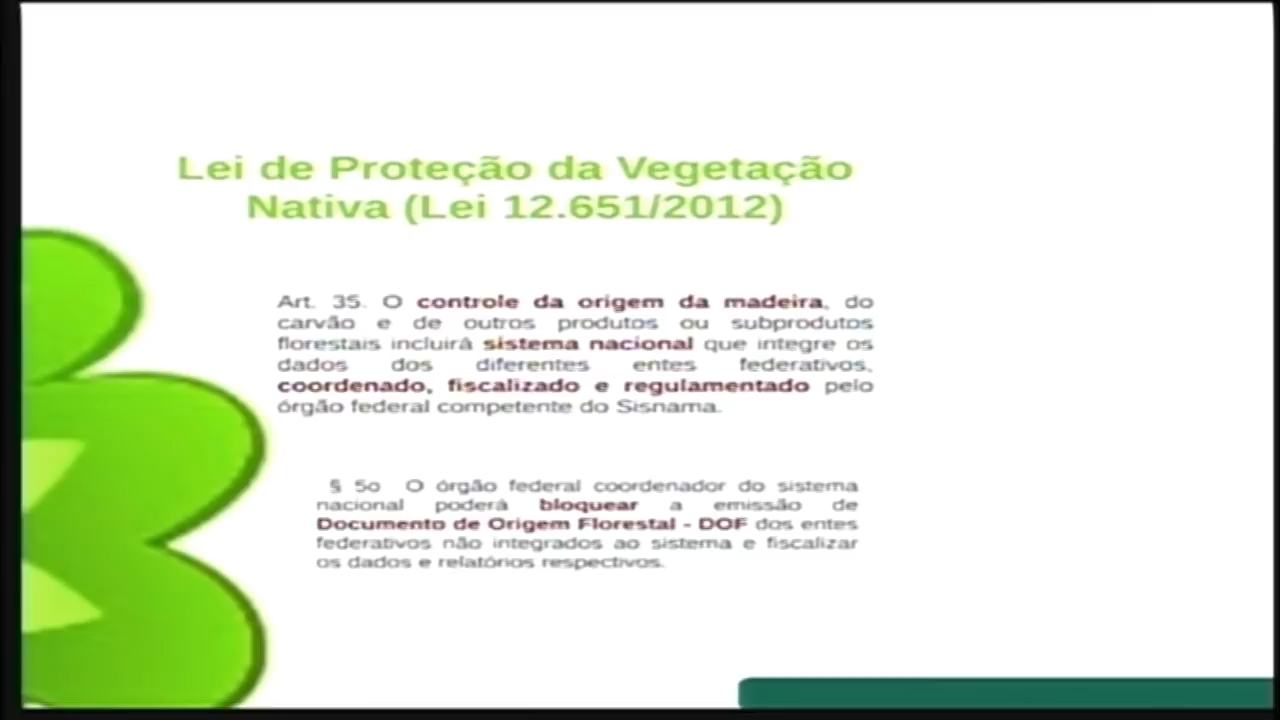 Lei de Proteção da Vegetação
Nativa (Lei 12.651/2012)
Art. 35. O controle da origem da madeira, do
carvão e de outros produtos ou subprodutos
florestais incluirá sistema nacional que integre os
dados dos diferentes entes federativos,
coordenado, fiscalizado e regulamentado pelo
órgão federal competente do Sisnama.
§ 5o O órgão federal coordenador do sistema
nacional poderá bloquear a emissão de
Documento de Origem Florestal - DOF dos entes
federativos não integrados ao sistema e fiscalizar
os dados e relatórios respectivos.